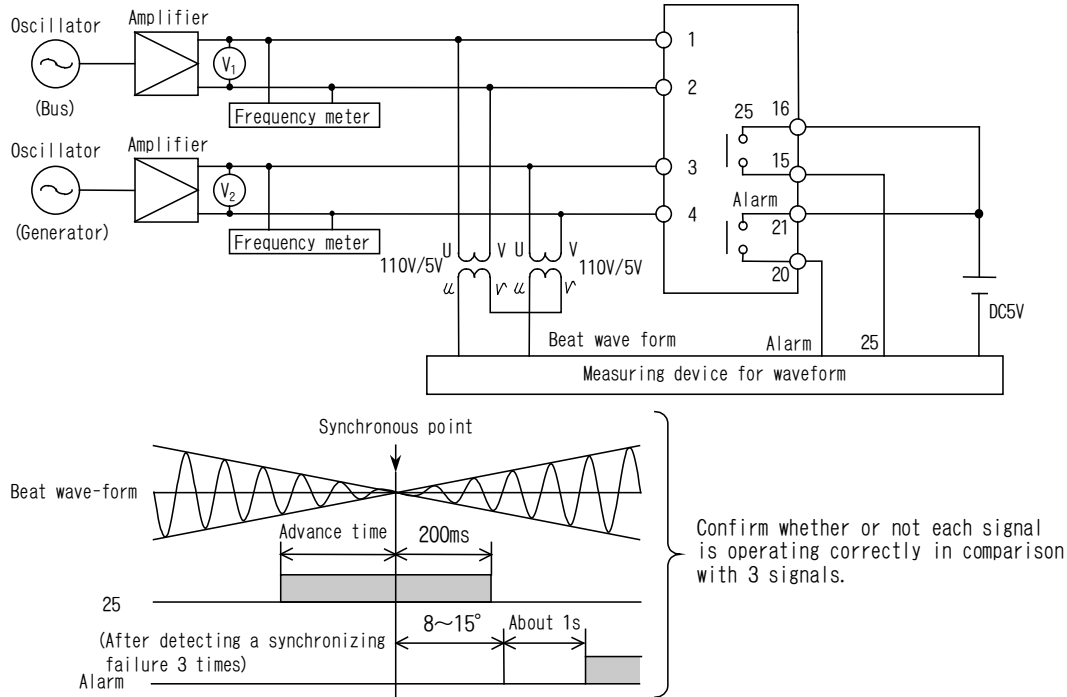 Oscillator
Amplifier
V₁
(Bus)
Frequency meter
Oscillator
Amplifier
V₂
(Generator)
Frequency meter
1
2
3
4
25
16
15
Alarm
21
20
U
V
U
V
110V/5V
110V/5V
u
v
u
v
DC5V
Beat wave form
Alarm
25
Measuring device for waveform
Synchronous point
Beat wave-form
Advance time
200ms
25
8～15°
About 1s
(After detecting a synchronizing
failure 3 times)
Alarm
Confirm whether or not each signal
is operating correctly in comparison
with 3 signals.